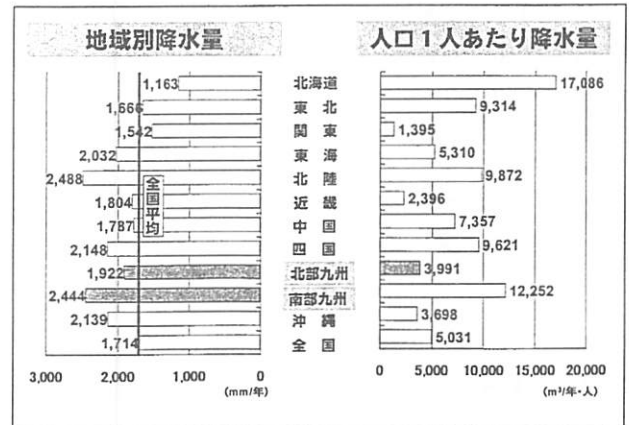 地域別降水量 人口1人あたり降水量
1,163 北海道 17,086
1,666 東北 9,314
1,542 関東 1,395
2,032 東海 5,310
2,488 北陸 9,872
1,804 近畿 2,396
1,787 中国 7,357
2,148 四国 9,621
1,922 北部九州 3,991
2,444 南部九州 12,252
2,139 沖縄 3,698
1,714 全国 5,031
全国平均
3,000 2,000 1,000 0 0 5,000 10,000 15,000 20,000
(mm/年) (m³/年・人)